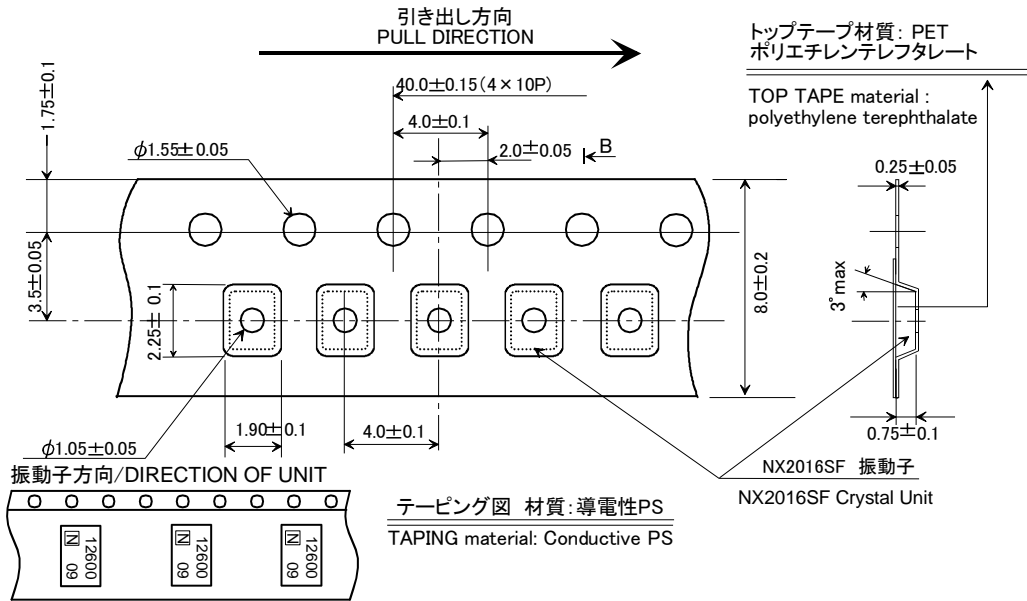 引き出し方向
PULL DIRECTION
トップテープ材質: PET
ポリエチレンテレフタレート
TOP TAPE material :
polyethylene terephthalate
1.75±0.1
40.0±0.15(4×10P)
4.0±0.1
2.0±0.05
B
φ1.55±0.05
0.25±0.05
3.5±0.05
2.25±0.1
8.0±0.2
3°max
φ1.05±0.05
1.90±0.1
4.0±0.1
0.75±0.1
振動子方向/DIRECTION OF UNIT
NX2016SF 振動子
NX2016SF Crystal Unit
テーピング図 材質:導電性PS
TAPING material: Conductive PS
12600
N 09
12600
N 09
12600
N 09